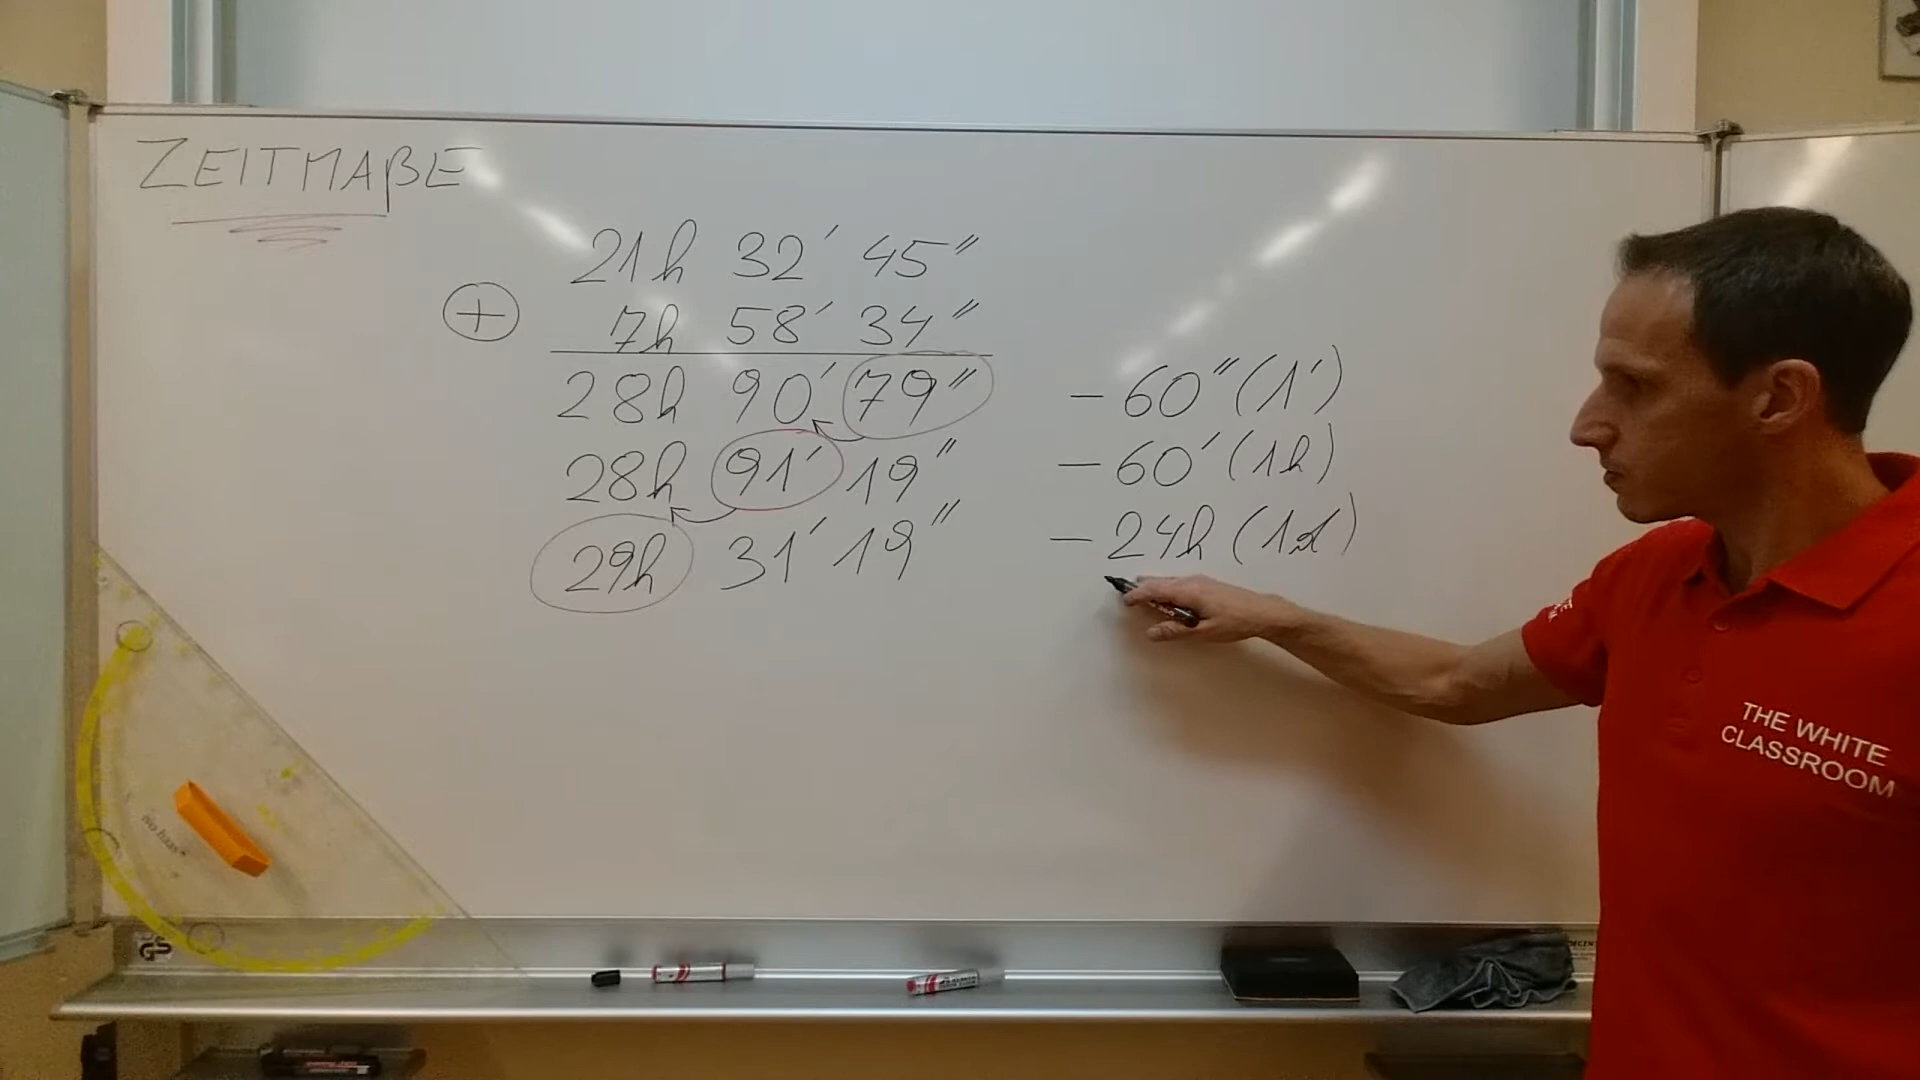 ZEITMAßE
21h 32' 45"
+ 7h 58' 34"
28h 90' 79" - 60" (1')
28h 91' 19" - 60' (1h)
29h 31' 19" - 24h (1d)
THE WHITE
CLASSROOM
GS